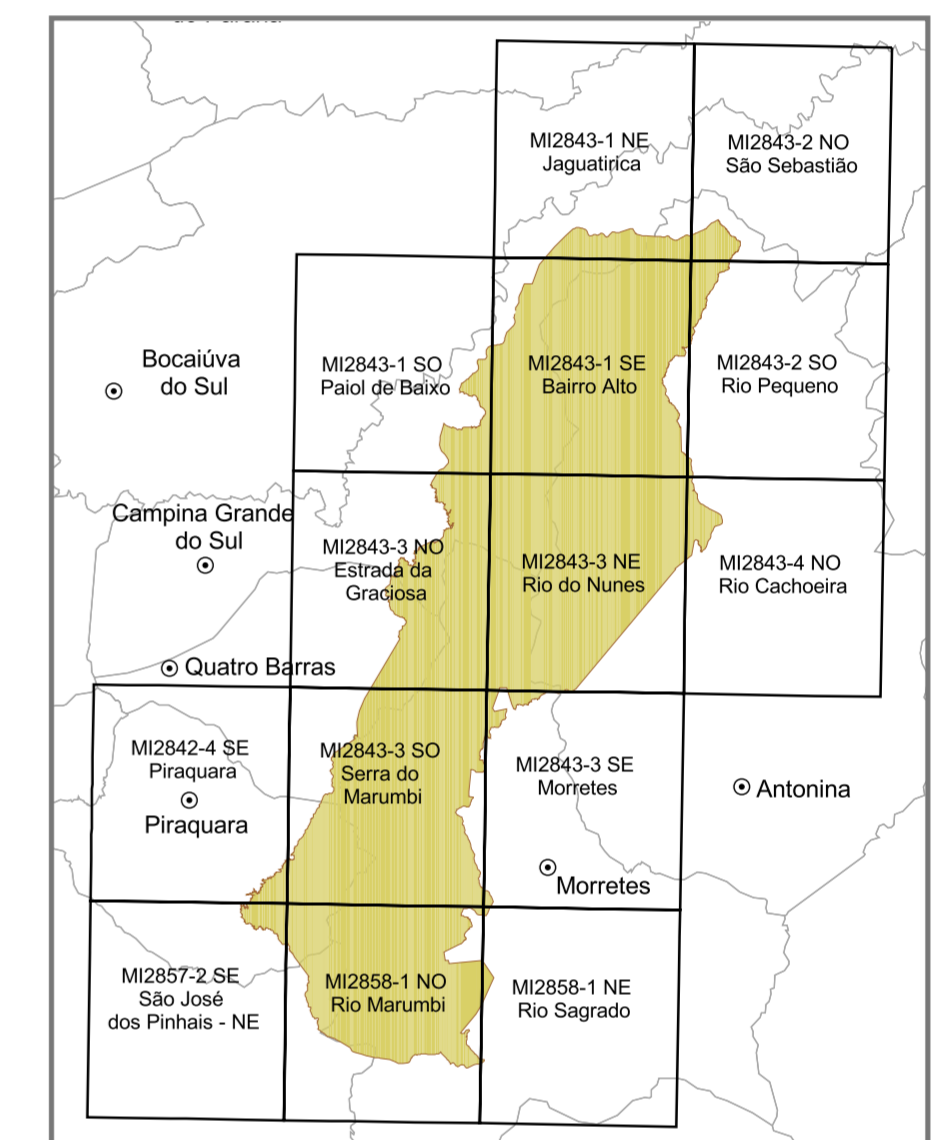 MI2843-1 NE
Jaguatirica
MI2843-2 NO
São Sebastião
Bocaiúva
do Sul
MI2843-1 SO
Paiol de Baixo
MI2843-1 SE
Bairro Alto
MI2843-2 SO
Rio Pequeno
Campina Grande
do Sul
MI2843-3 NO
Estrada da
Graciosa
MI2843-3 NE
Rio do Nunes
MI2843-4 NO
Rio Cachoeira
Quatro Barras
MI2842-4 SE
Piraquara
Piraquara
MI2843-3 SO
Serra do
Marumbi
MI2843-3 SE
Morretes
Antonina
Morretes
MI2857-2 SE
São José
dos Pinhais - NE
MI2858-1 NO
Rio Marumbi
MI2858-1 NE
Rio Sagrado